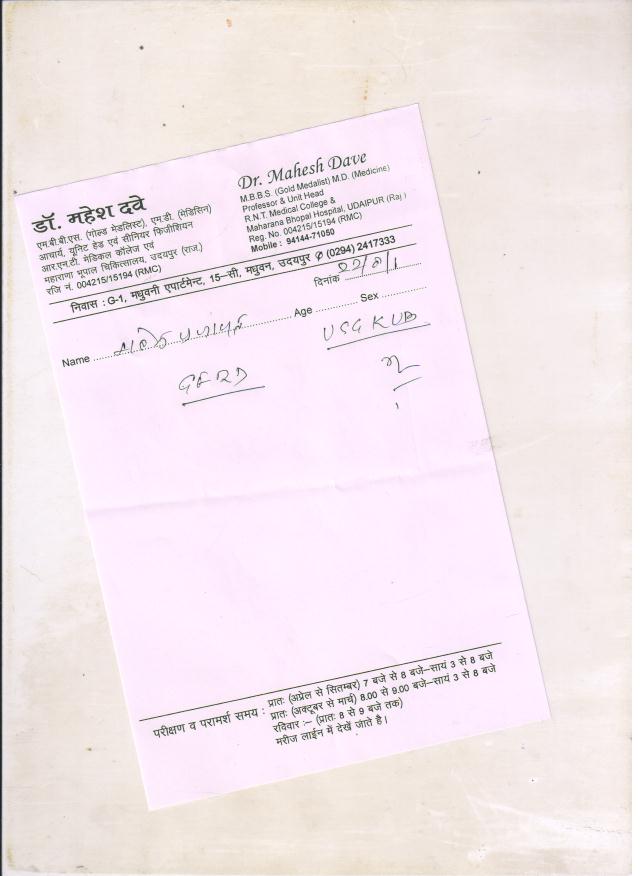 डॉ. महेश दवे
एम.बी.बी.एस. (गोल्ड मेडलिस्ट), एम.डी. (मेडिसिन)
आचार्य, यूनिट हेड एवं सीनियर फिजीशियन
आर.एन.टी. मेडिकल कॉलेज एवं
महाराणा भूपाल चिकित्सालय, उदयपुर (राज.)
रजि नं. 004215/15194 (RMC)
Dr. Mahesh Dave
M.B.B.S. (Gold Medalist) M.D. (Medicine)
Professor & Unit Head
R.N.T. Medical College &
Maharana Bhopal Hospital, UDAIPUR (Raj.)
Reg. No. 004215/15194 (RMC)
Mobile : 94144-71050
निवास : G-1, मधुवनी एपार्टमेन्ट, 15–सी, मधुवन, उदयपुर ✆ (0294) 2417333
दिनांक
Name Age Sex
USG KUB
GERD
परीक्षण व परामर्श समय : प्रातः (अप्रेल से सितम्बर) 7 बजे से 8 बजे–सायं 3 से 8 बजे
प्रातः (अक्टूबर से मार्च) 8.00 से 9.00 बजे–सायं 3 से 8 बजे
रविवार :– (प्रातः 8 से 9 बजे तक)
मरीज लाईन में देखें जाते है।